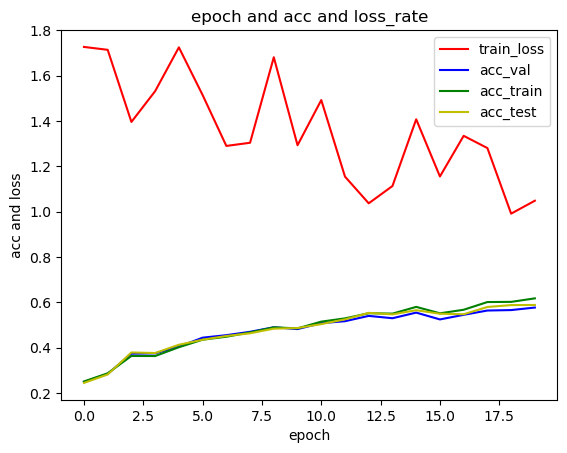 epoch and acc and loss_rate
1.8
1.6
1.4
1.2
1.0
0.8
0.6
0.4
0.2
acc and loss
train_loss
acc_val
acc_train
acc_test
0.0 2.5 5.0 7.5 10.0 12.5 15.0 17.5
epoch